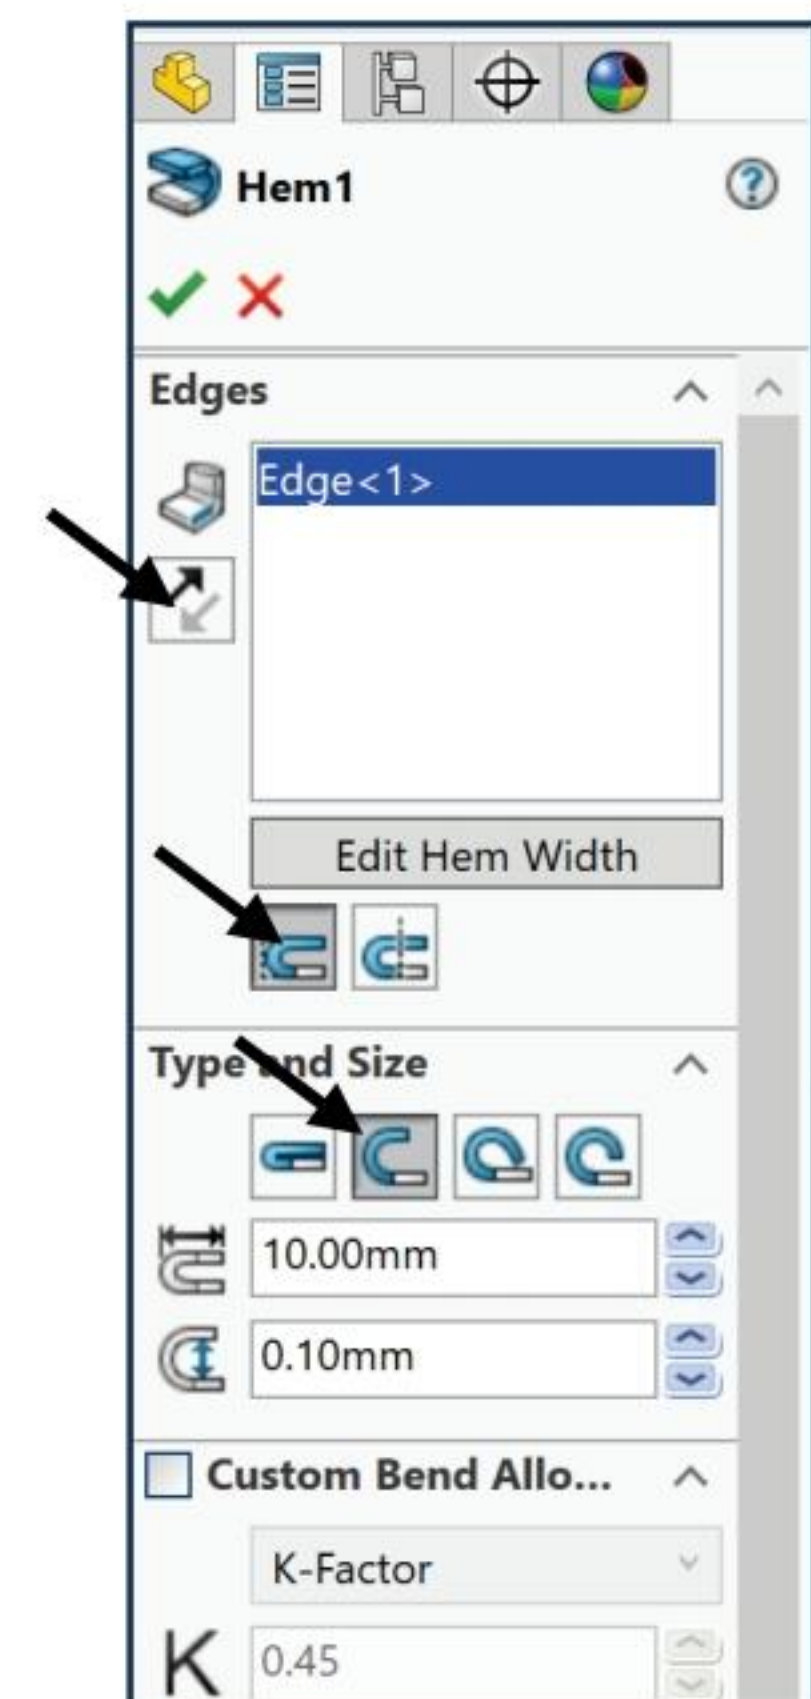 Hem1
Edges
Edge<1>
Edit Hem Width
Type and Size
10.00mm
0.10mm
Custom Bend Allo...
K-Factor
K 0.45